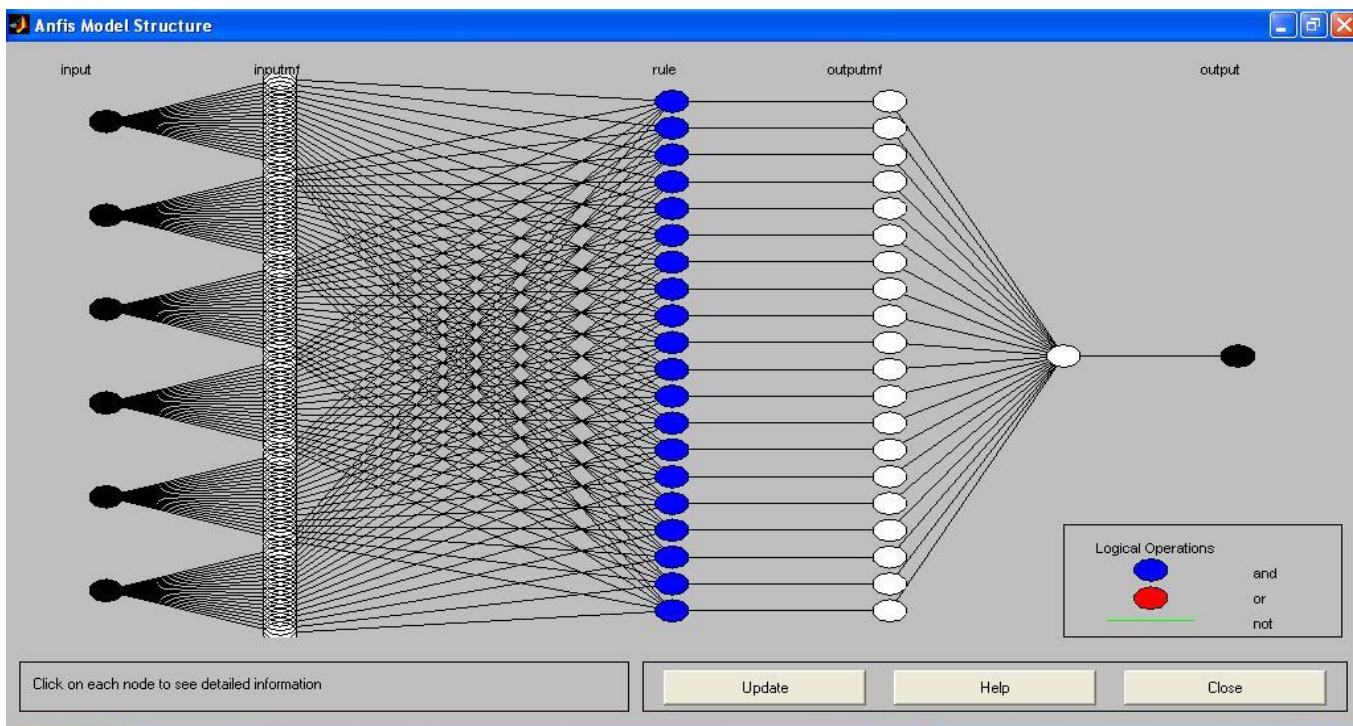 Anfis Model Structure
input inputmf rule outputmf output
Logical Operations
and
or
not
Click on each node to see detailed information
Update Help Close